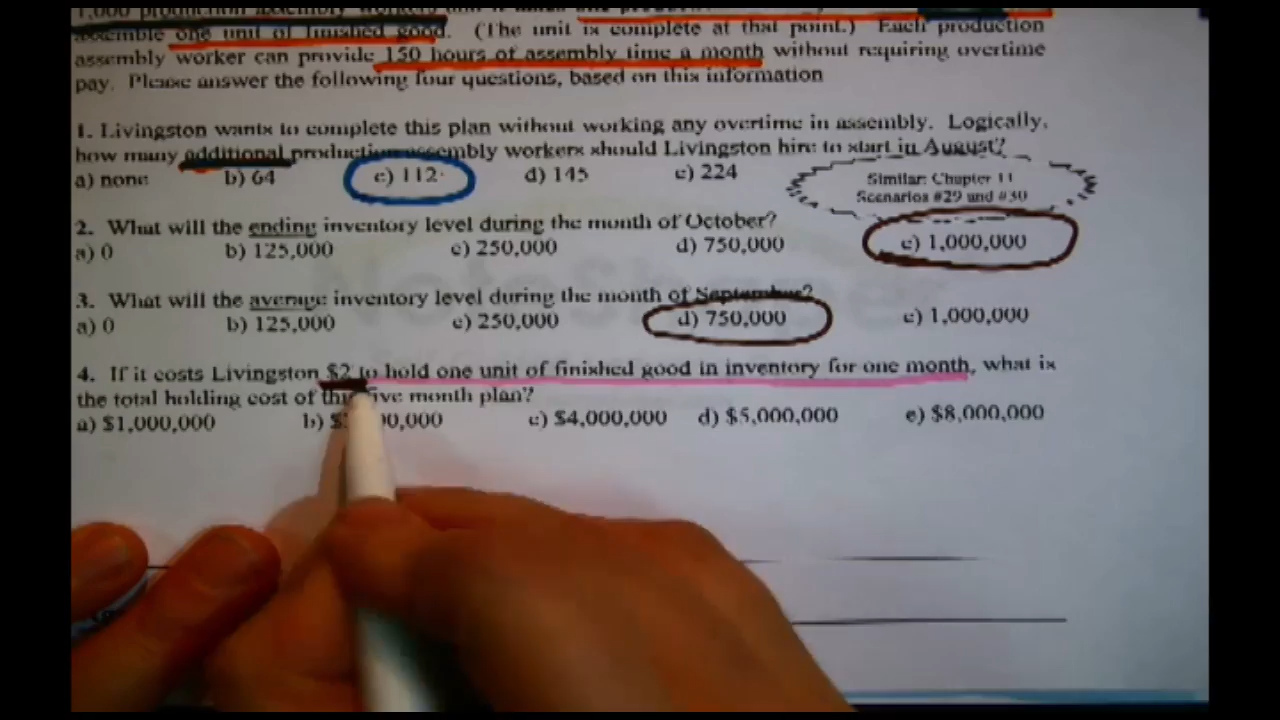 1,000 production assembly workers
assemble one unit of finished good. (The unit is complete at that point.) Each production
assembly worker can provide 150 hours of assembly time a month without requiring overtime
pay. Please answer the following four questions, based on this information
1. Livingston wants to complete this plan without working any overtime in assembly. Logically,
how many additional production assembly workers should Livingston hire to start in August?
a) none b) 64 c) 112 d) 145 e) 224
Similar: Chapter 11
Scenarios #29 and #30
2. What will the ending inventory level during the month of October?
a) 0 b) 125,000 c) 250,000 d) 750,000 e) 1,000,000
3. What will the average inventory level during the month of September?
a) 0 b) 125,000 c) 250,000 d) 750,000 e) 1,000,000
4. If it costs Livingston $2 to hold one unit of finished good in inventory for one month, what is
the total holding cost of this five month plan?
a) $1,000,000 b) c) $4,000,000 d) $5,000,000 e) $8,000,000